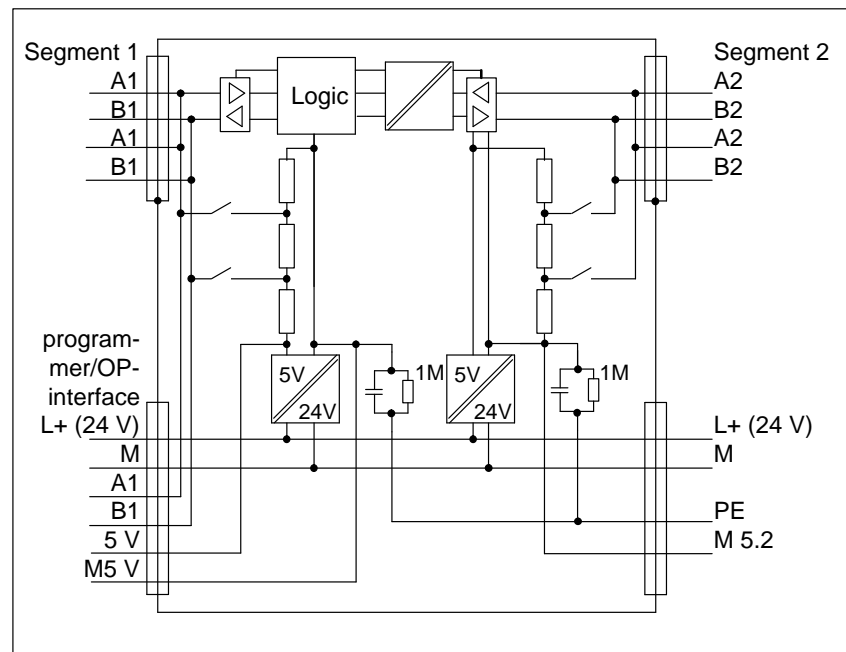 Segment 1
Segment 2
A1
A2
B1
B2
Logic
A1
A2
B1
B2
program-
mer/OP-
interface
5V
24V
1M
5V
24V
1M
L+ (24 V)
L+ (24 V)
M
M
A1
B1
PE
5 V
M 5.2
M5 V